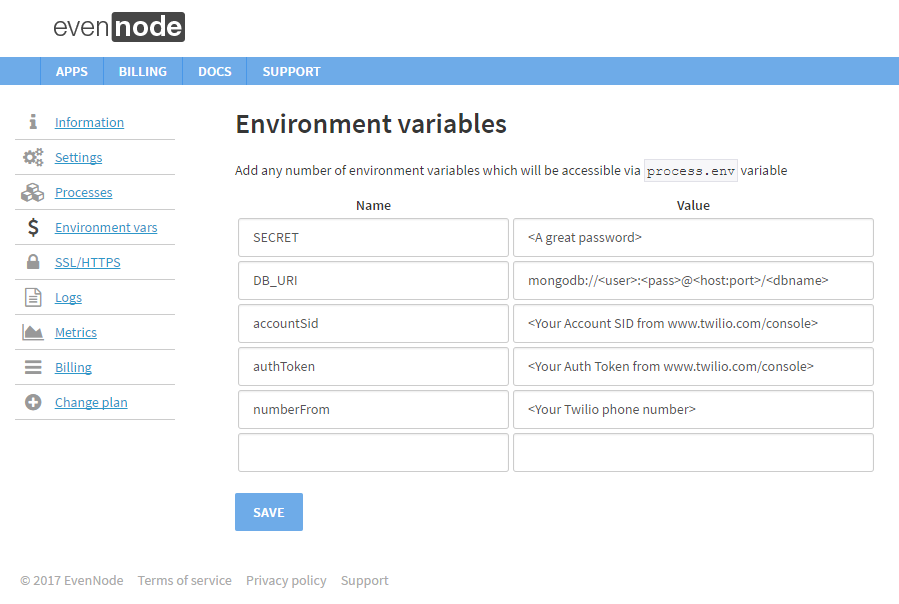 evennode
APPS BILLING DOCS SUPPORT
Information
Settings
Processes
Environment vars
SSL/HTTPS
Logs
Metrics
Billing
Change plan
Environment variables
Add any number of environment variables which will be accessible via process.env variable
Name Value
SECRET <A great password>
DB_URI mongodb://<user>:<pass>@<host:port>/<dbname>
accountSid <Your Account SID from www.twilio.com/console>
authToken <Your Auth Token from www.twilio.com/console>
numberFrom <Your Twilio phone number>
SAVE
© 2017 EvenNode Terms of service Privacy policy Support